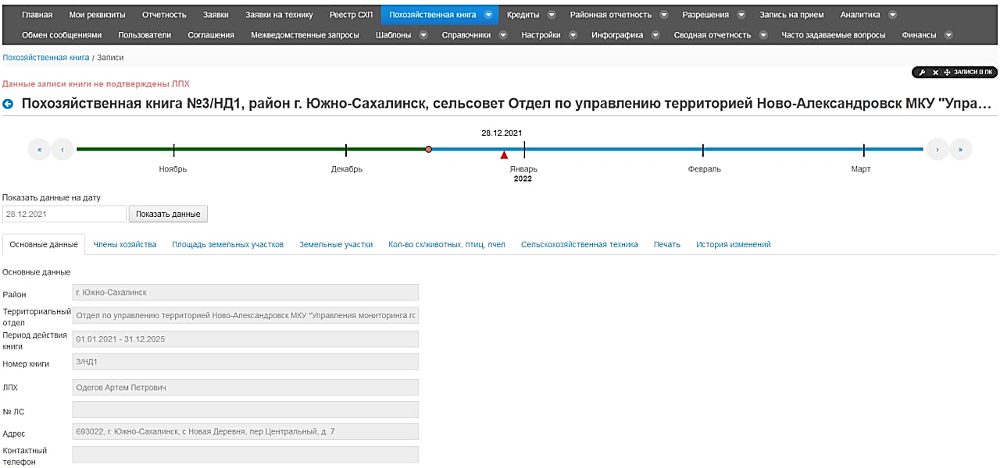 Главная Мои реквизиты Отчетность Заявки Заявки на технику Реестр СХП Похозяйственная книга Кредиты Районная отчетность Разрешения Запись на прием Аналитика
Обмен сообщениями Пользователи Соглашения Межведомственные запросы Шаблоны Справочники Настройки Инфографика Сводная отчетность Часто задаваемые вопросы Финансы
Похозяйственная книга / Записи
ЗАПИСИ В ПК
Данные записи книги не подтверждены ЛПХ
Похозяйственная книга №3/НД1, район г. Южно-Сахалинск, сельсовет Отдел по управлению территорией Ново-Александровск МКУ "Упра...
28.12.2021
« ‹ › »
Ноябрь Декабрь Январь Февраль Март
2022
Показать данные на дату
28.12.2021 Показать данные
Основные данные Члены хозяйства Площадь земельных участков Земельные участки Кол-во сх/животных, птиц, пчел Сельскохозяйственная техника Печать История изменений
Основные данные
Район г. Южно-Сахалинск
Территориальный отдел Отдел по управлению территорией Ново-Александровск МКУ "Управления мониторинга гс
Период действия книги 01.01.2021 - 31.12.2025
Номер книги 3/НД1
ЛПХ Одегов Артем Петрович
№ ЛС
Адрес 693022, г. Южно-Сахалинск, с Новая Деревня, пер Центральный, д. 7
Контактный телефон